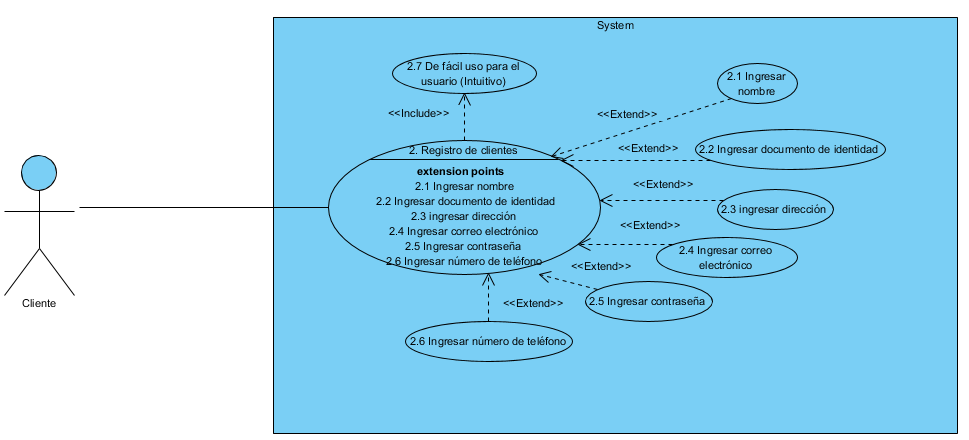 System
2.7 De fácil uso para el
usuario (Intuitivo)
2.1 Ingresar
nombre
<<Include>>
<<Extend>>
2. Registro de clientes
<<Extend>>
2.2 Ingresar documento de identidad
extension points
2.1 Ingresar nombre
2.2 Ingresar documento de identidad
2.3 ingresar dirección
2.4 Ingresar correo electrónico
2.5 Ingresar contraseña
2.6 Ingresar número de teléfono
<<Extend>>
2.3 ingresar dirección
<<Extend>>
2.4 Ingresar correo
electrónico
<<Extend>>
2.5 Ingresar contraseña
<<Extend>>
2.6 Ingresar número de teléfono
Cliente